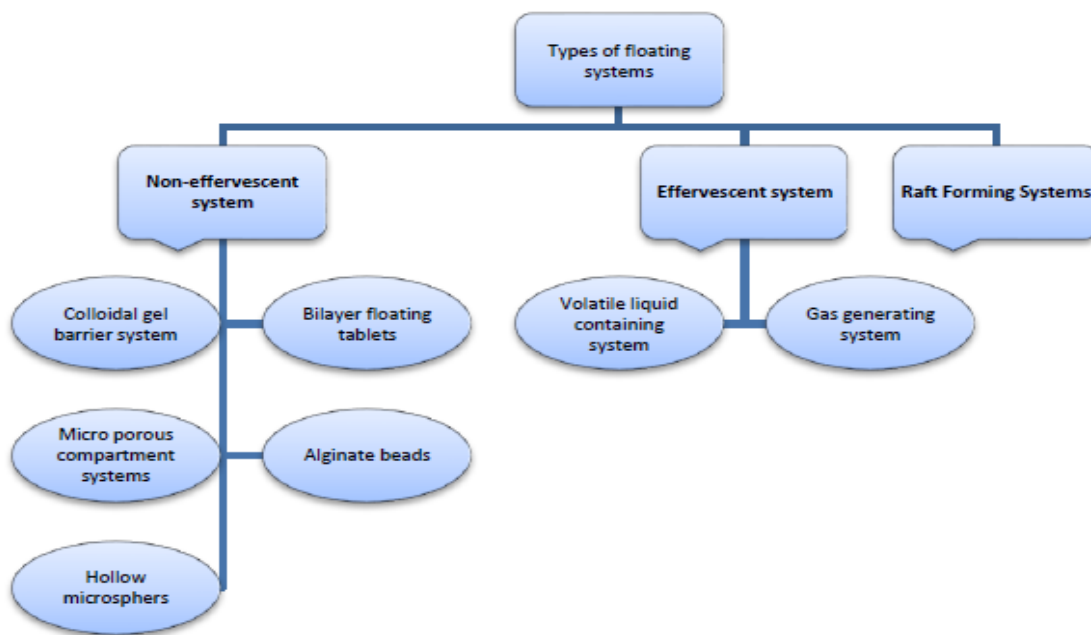 Types of floating
systems
Non-effervescent
system
Effervescent system
Raft Forming Systems
Colloidal gel
barrier system
Bilayer floating
tablets
Volatile liquid
containing
system
Gas generating
system
Micro porous
compartment
systems
Alginate beads
Hollow
microsphers